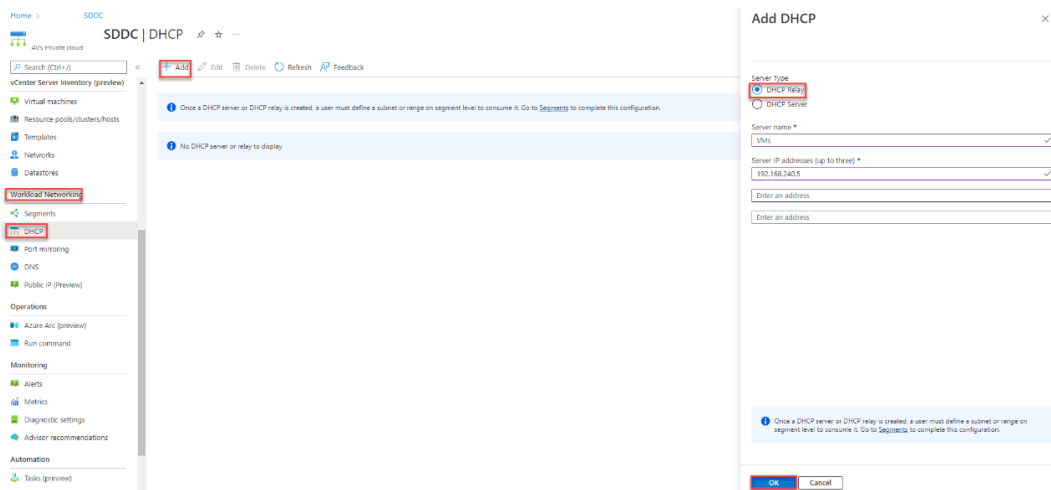 Home > SDDC
SDDC | DHCP
AVS Private cloud
Search (Ctrl+/)
Add Edit Delete Refresh Feedback
vCenter Server Inventory (preview)
Virtual machines
Resource pools/clusters/hosts
Templates
Networks
Datastores
Workload Networking
Segments
DHCP
Port mirroring
DNS
Public IP (Preview)
Operations
Azure Arc (preview)
Run command
Monitoring
Alerts
Metrics
Diagnostic settings
Advisor recommendations
Automation
Tasks (preview)
Once a DHCP server or DHCP relay is created, a user must define a subnet or range on segment level to consume it. Go to Segments to complete this configuration.
No DHCP server or relay to display
Add DHCP
Server Type
DHCP Relay
DHCP Server
Server name *
VMs
Server IP addresses (up to three) *
192.168.240.5
Enter an address
Enter an address
Once a DHCP server or DHCP relay is created, a user must define a subnet or range on
segment level to consume it. Go to Segments to complete this configuration.
OK Cancel